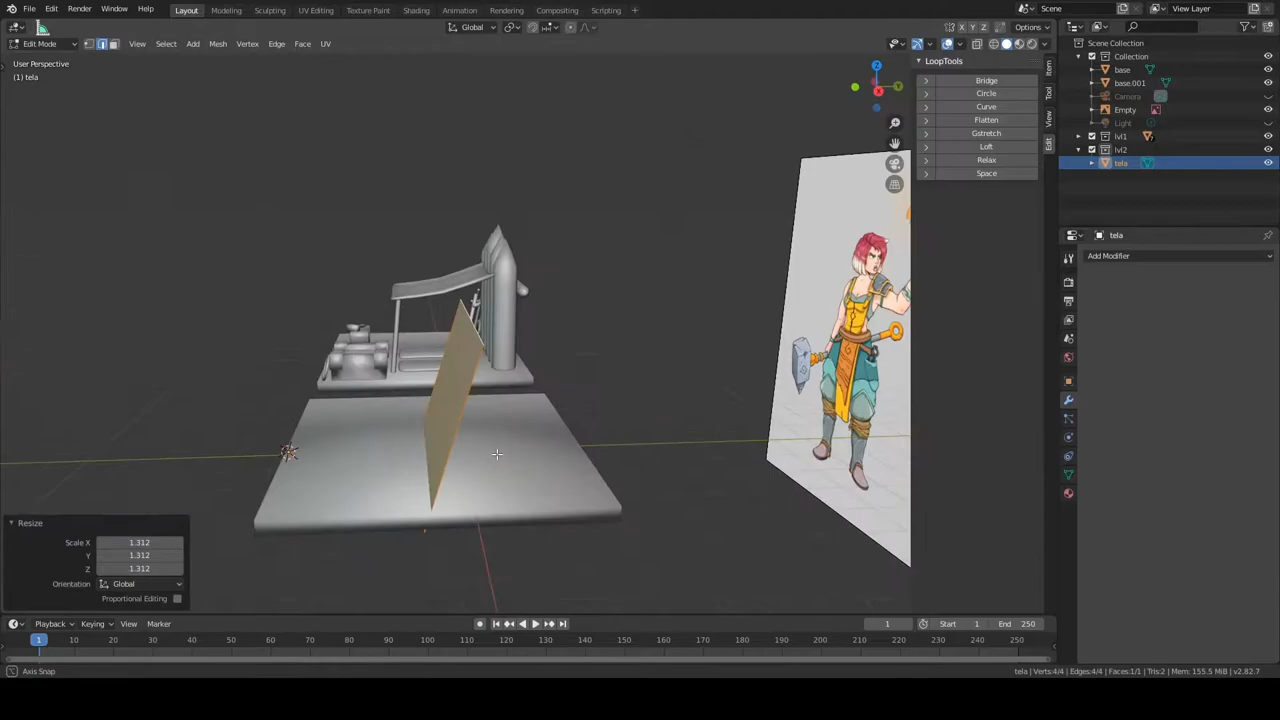 File Edit Render Window Help
Layout Modeling Sculpting UV Editing Texture Paint Shading Animation Rendering Compositing Scripting +
Scene
View Layer
Global
X Y Z
Options
Edit Mode
View Select Add Mesh Vertex Edge Face UV
User Perspective
(1) tela
Z
Y
X
LoopTools
Bridge
Circle
Curve
Flatten
Gstretch
Loft
Relax
Space
Item
Tool
View
Edit
Scene Collection
Collection
base
base.001
Camera
Empty
Light
lvl1
lvl2
tela
tela
Add Modifier
Resize
Scale X 1.312
Y 1.312
Z 1.312
Orientation Global
Proportional Editing
Playback Keying View Marker
1
Start 1
End 250
1 10 20 30 40 50 60 70 80 90 100 110 120 130 140 150 160 170 180 190 200 210 220 230 240 250
Axis Snap
tela | Verts:4/4 | Edges:4/4 | Faces:1/1 | Tris:2 | Mem: 155.5 MiB | v2.82.7